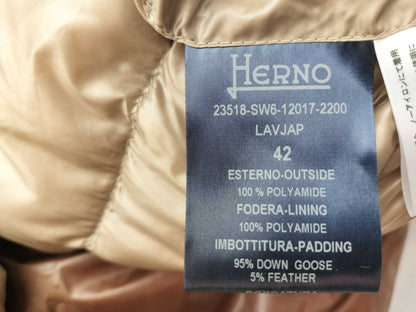 HERNO
23518-SW6-12017-2200
LAVJAP
42
ESTERNO-OUTSIDE
100 % POLYAMIDE
FODERA-LINING
100 % POLYAMIDE
IMBOTTITURA-PADDING
95% DOWN GOOSE
5% FEATHER